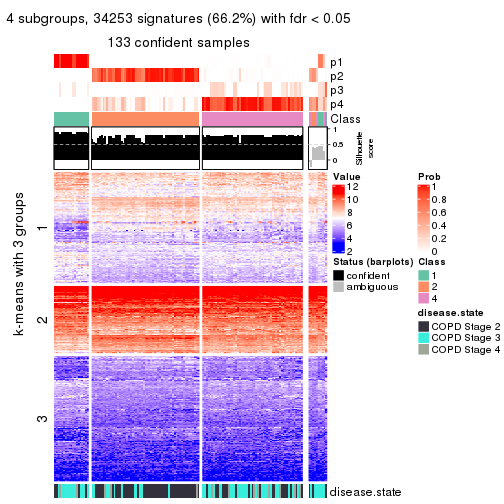 4 subgroups, 34253 signatures (66.2%) with fdr < 0.05
133 confident samples
p1
p2
p3
p4
Class
1
0.5
0
Silhouette
score
k-means with 3 groups
1
2
3
disease.state
Value
12
10
8
6
4
2
Prob
1
0.8
0.6
0.4
0.2
0
Status (barplots)
confident
ambiguous
Class
1
2
4
disease.state
COPD Stage 2
COPD Stage 3
COPD Stage 4